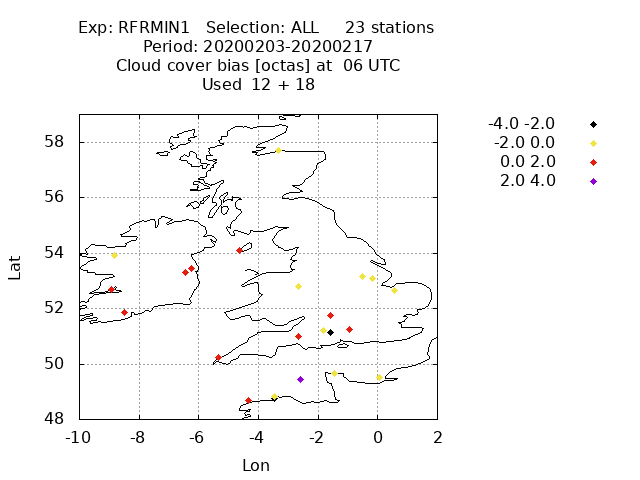 Exp: RFRMIN1 Selection: ALL 23 stations
Period: 20200203-20200217
Cloud cover bias [octas] at 06 UTC
Used 12 + 18
-4.0 -2.0
-2.0 0.0
0.0 2.0
2.0 4.0
58
56
54
52
50
48
Lat
-10 -8 -6 -4 -2 0 2
Lon